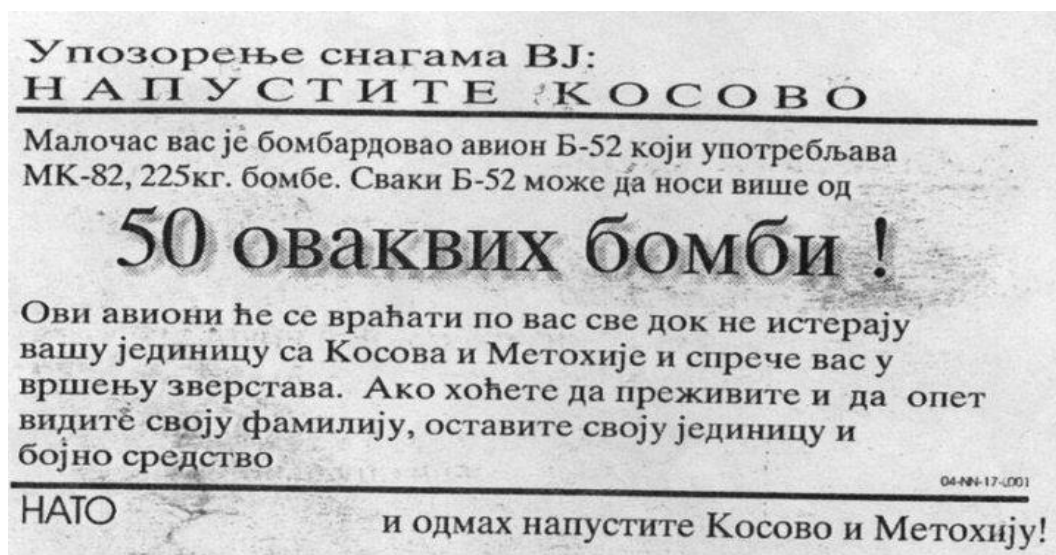 Упозорење снагама ВЈ:
НАПУСТИТЕ КОСОВО
Малочас вас је бомбардовао авион Б-52 који употребљава
МК-82, 225кг. бомбе. Сваки Б-52 може да носи више од
50 оваквих бомби !
Ови авиони ће се враћати по вас све док не истерају
вашу јединицу са Косова и Метохије и спрече вас у
вршењу зверстава. Ако хоћете да преживите и да опет
видите своју фамилију, оставите своју јединицу и
бојно средство
04-NN-17-L001
НАТО
и одмах напустите Косово и Метохију!